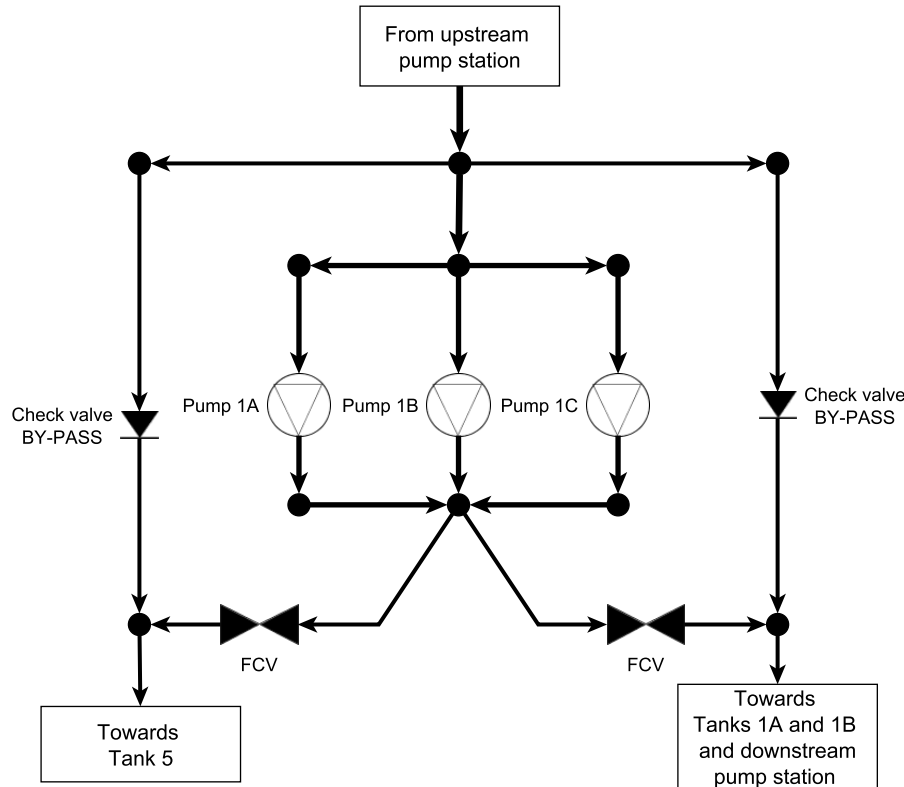 From upstream
pump station
Check valve
BY-PASS
Pump 1A
Pump 1B
Pump 1C
Check valve
BY-PASS
FCV
FCV
Towards
Tank 5
Towards
Tanks 1A and 1B
and downstream
pump station